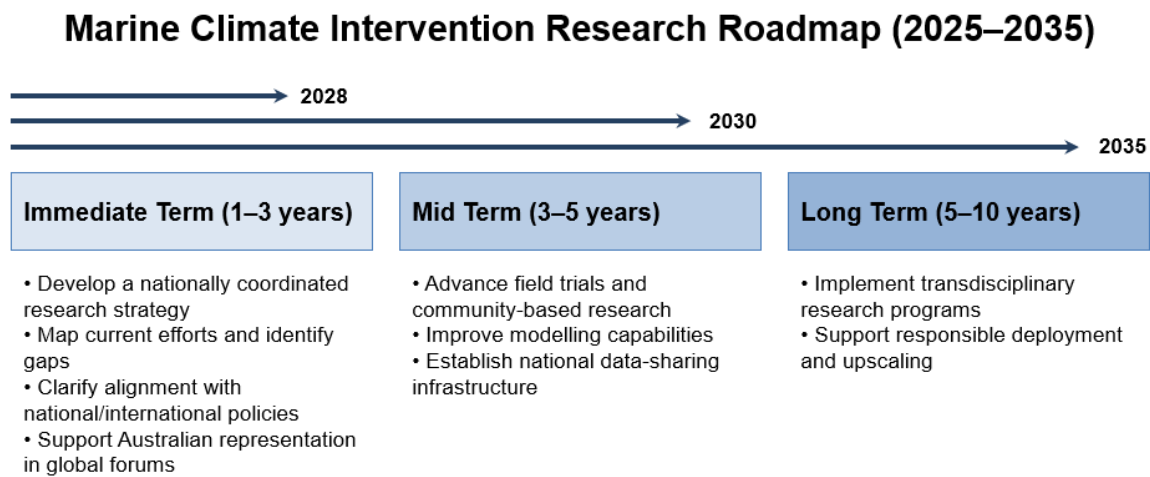 Marine Climate Intervention Research Roadmap (2025–2035)
2028
2030
2035
Immediate Term (1–3 years)
• Develop a nationally coordinated
research strategy
• Map current efforts and identify
gaps
• Clarify alignment with
national/international policies
• Support Australian representation
in global forums
Mid Term (3–5 years)
• Advance field trials and
community-based research
• Improve modelling capabilities
• Establish national data-sharing
infrastructure
Long Term (5–10 years)
• Implement transdisciplinary
research programs
• Support responsible deployment
and upscaling